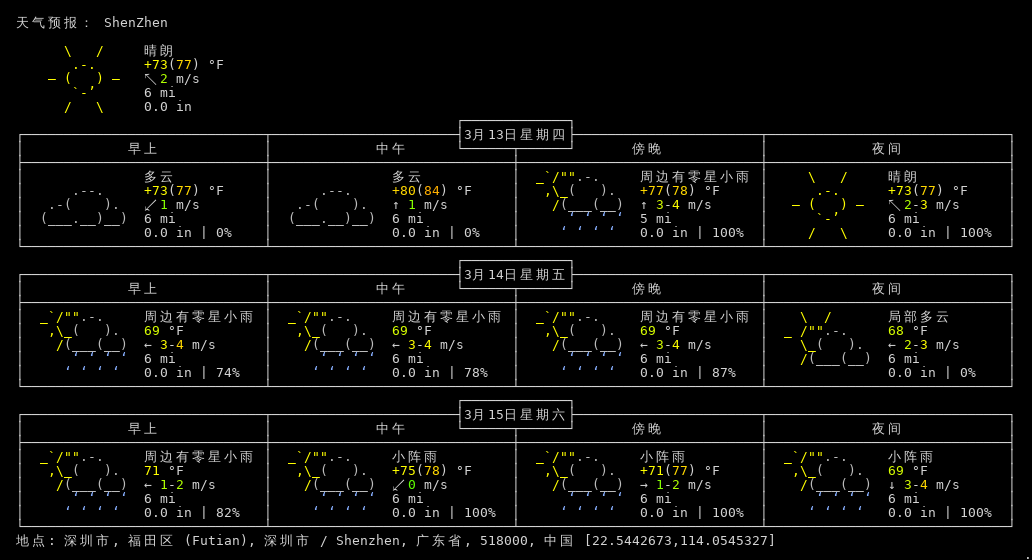 天气预报： ShenZhen
晴朗
+73(77) °F
↖ 2 m/s
6 mi
0.0 in
3月13日星期四
早上 中午 傍晚 夜间
多云 多云 周边有零星小雨 晴朗
+73(77) °F +80(84) °F +77(78) °F +73(77) °F
↙ 1 m/s ↑ 1 m/s ↑ 3-4 m/s ↖ 2-3 m/s
6 mi 6 mi 5 mi 6 mi
0.0 in | 0% 0.0 in | 0% 0.0 in | 100% 0.0 in | 100%
3月14日星期五
早上 中午 傍晚 夜间
周边有零星小雨 周边有零星小雨 周边有零星小雨 局部多云
69 °F 69 °F 69 °F 68 °F
← 3-4 m/s ← 3-4 m/s ← 3-4 m/s ← 2-3 m/s
6 mi 6 mi 6 mi 6 mi
0.0 in | 74% 0.0 in | 78% 0.0 in | 87% 0.0 in | 0%
3月15日星期六
早上 中午 傍晚 夜间
周边有零星小雨 小阵雨 小阵雨 小阵雨
71 °F +75(78) °F +71(77) °F 69 °F
← 1-2 m/s ↙ 0 m/s → 1-2 m/s ↓ 3-4 m/s
6 mi 6 mi 6 mi 6 mi
0.0 in | 82% 0.0 in | 100% 0.0 in | 100% 0.0 in | 100%
地点: 深圳市, 福田区 (Futian), 深圳市 / Shenzhen, 广东省, 518000, 中国 [22.5442673,114.0545327]